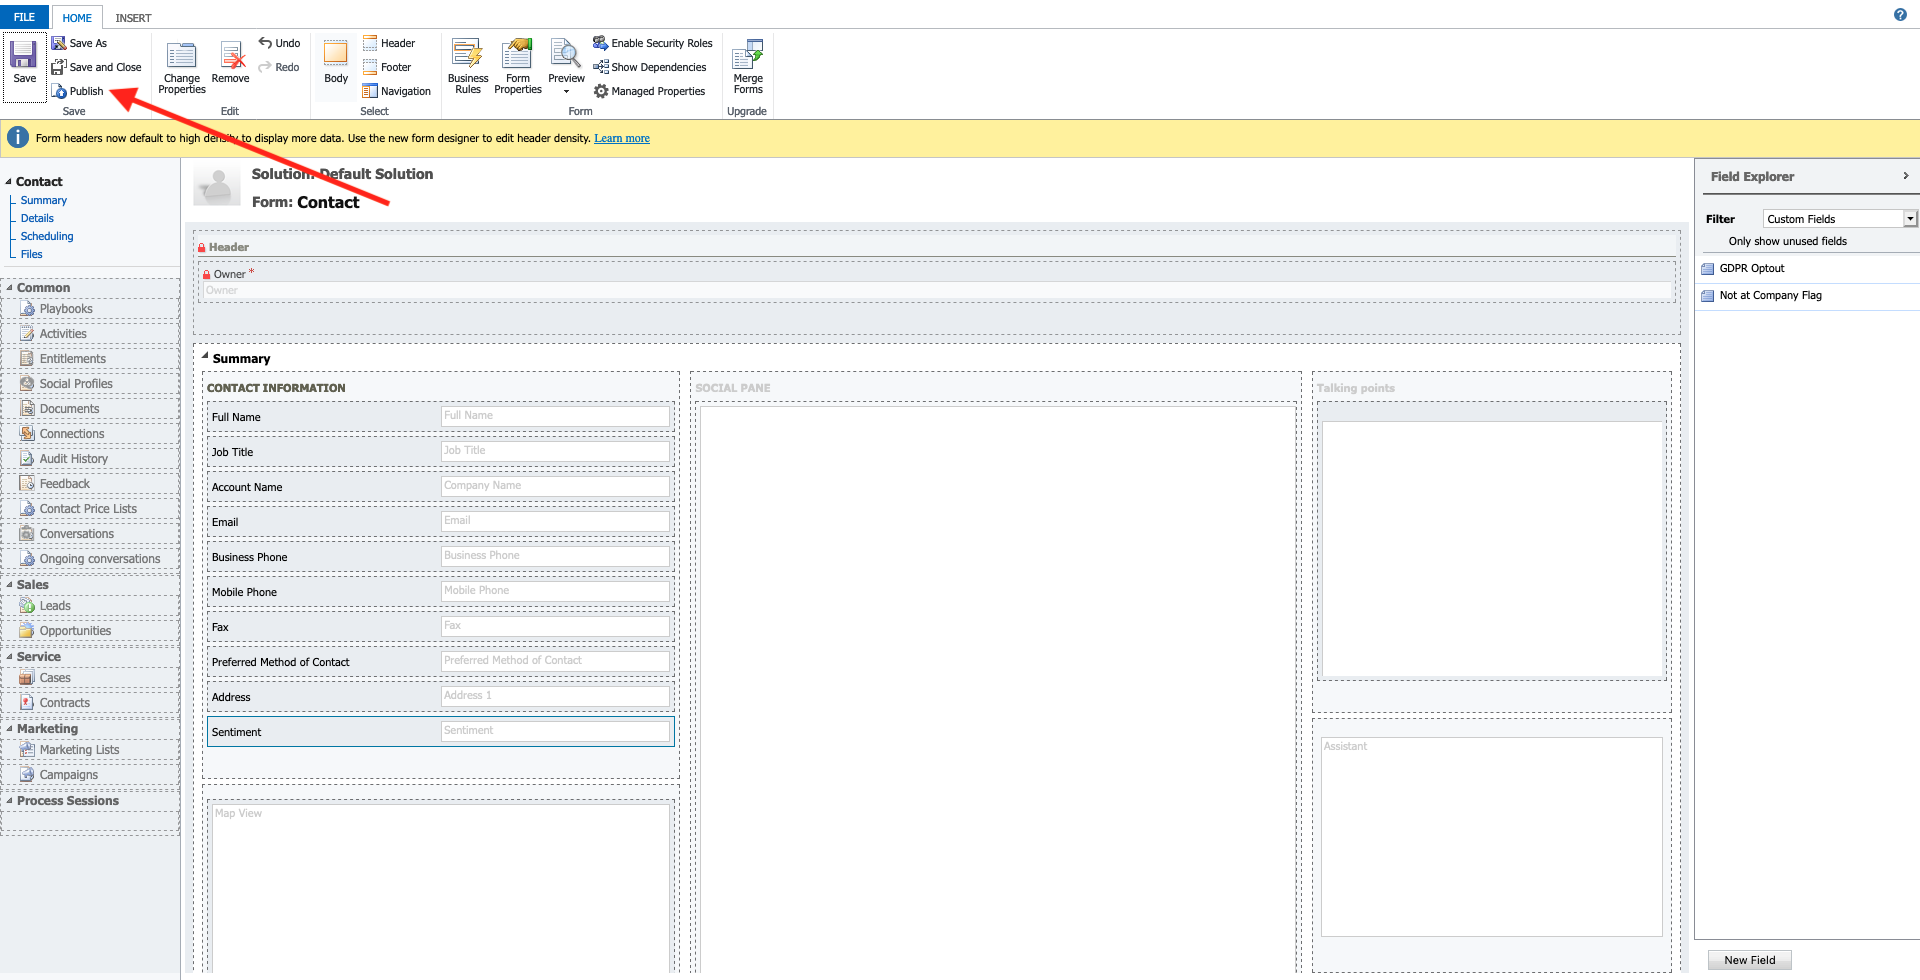 FILE
HOME
INSERT
Save
Save As
Save and Close
Publish
Save
Change Properties
Remove
Undo
Redo
Edit
Body
Header
Footer
Navigation
Select
Business Rules
Form Properties
Preview
Enable Security Roles
Show Dependencies
Managed Properties
Form
Merge Forms
Upgrade
Form headers now default to high density to display more data. Use the new form designer to edit header density. Learn more
Contact
Summary
Details
Scheduling
Files
Common
Playbooks
Activities
Entitlements
Social Profiles
Documents
Connections
Audit History
Feedback
Contact Price Lists
Conversations
Ongoing conversations
Sales
Leads
Opportunities
Service
Cases
Contracts
Marketing
Marketing Lists
Campaigns
Process Sessions
Solution: Default Solution
Form: Contact
Header
Owner *
Owner
Summary
CONTACT INFORMATION
Full Name Full Name
Job Title Job Title
Account Name Company Name
Email Email
Business Phone Business Phone
Mobile Phone Mobile Phone
Fax Fax
Preferred Method of Contact Preferred Method of Contact
Address Address 1
Sentiment Sentiment
Map View
SOCIAL PANE
Talking points
Assistant
Field Explorer
Filter Custom Fields
Only show unused fields
GDPR Optout
Not at Company Flag
New Field